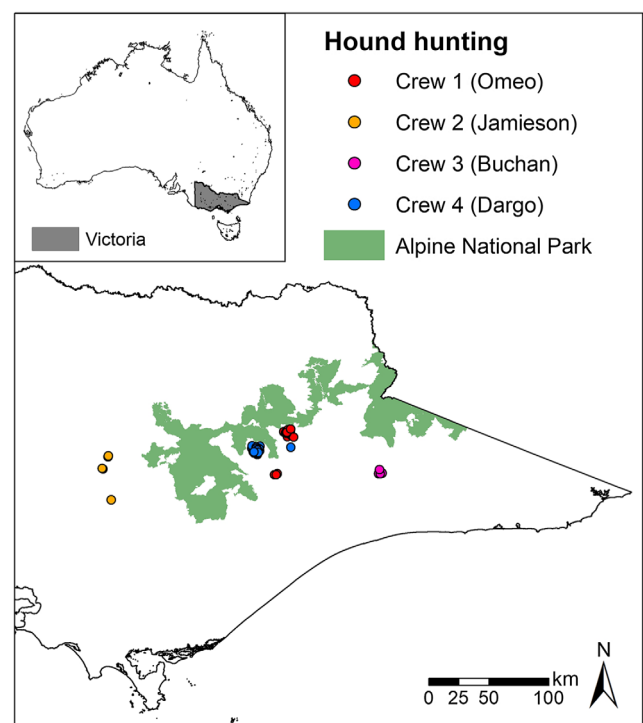 Hound hunting
Crew 1 (Omeo)
Crew 2 (Jamieson)
Crew 3 (Buchan)
Crew 4 (Dargo)
Alpine National Park
Victoria
N
km
0 25 50 100